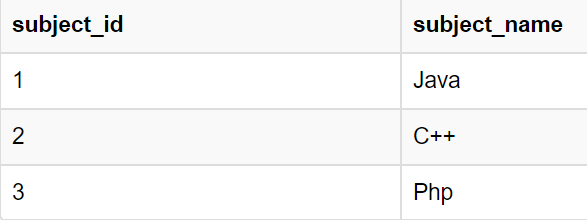 subject_id subject_name
1 Java
2 C++
3 Php